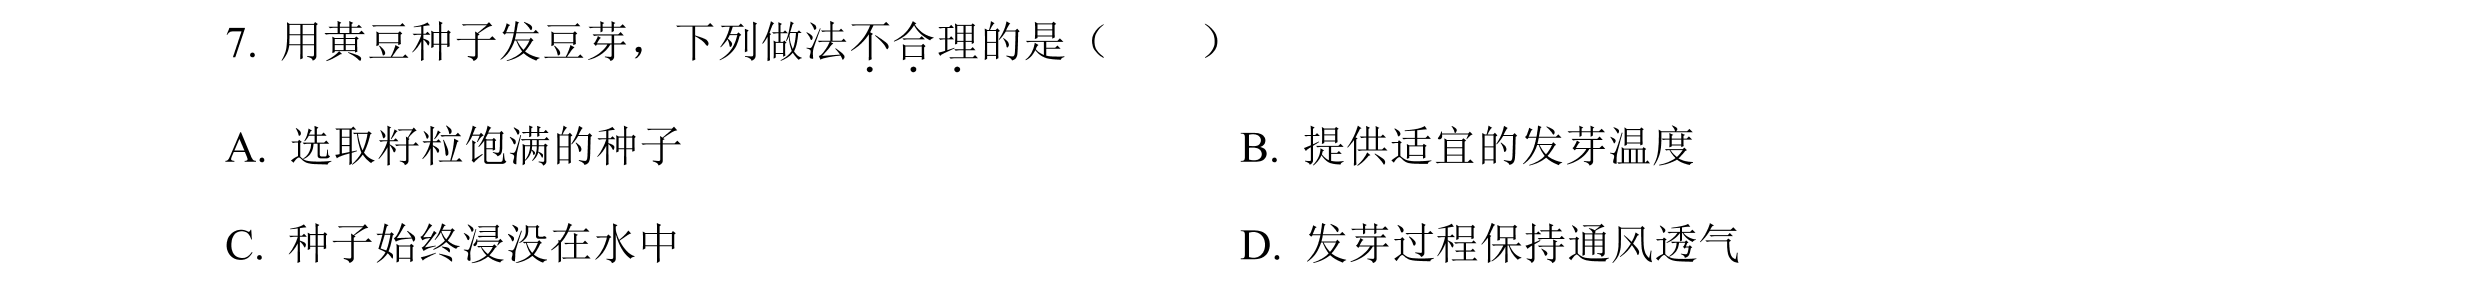 7. 用黄豆种子发豆芽，下列做法不合理的是（　　）
A. 选取籽粒饱满的种子　　B. 提供适宜的发芽温度
C. 种子始终浸没在水中　　D. 发芽过程保持通风透气